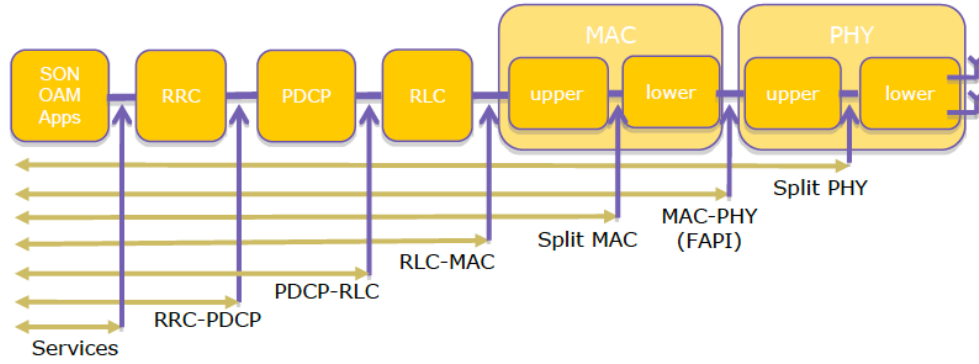 MAC
PHY
SON
OAM
Apps
RRC
PDCP
RLC
upper
lower
upper
lower
Split PHY
MAC-PHY
(FAPI)
Split MAC
RLC-MAC
PDCP-RLC
RRC-PDCP
Services